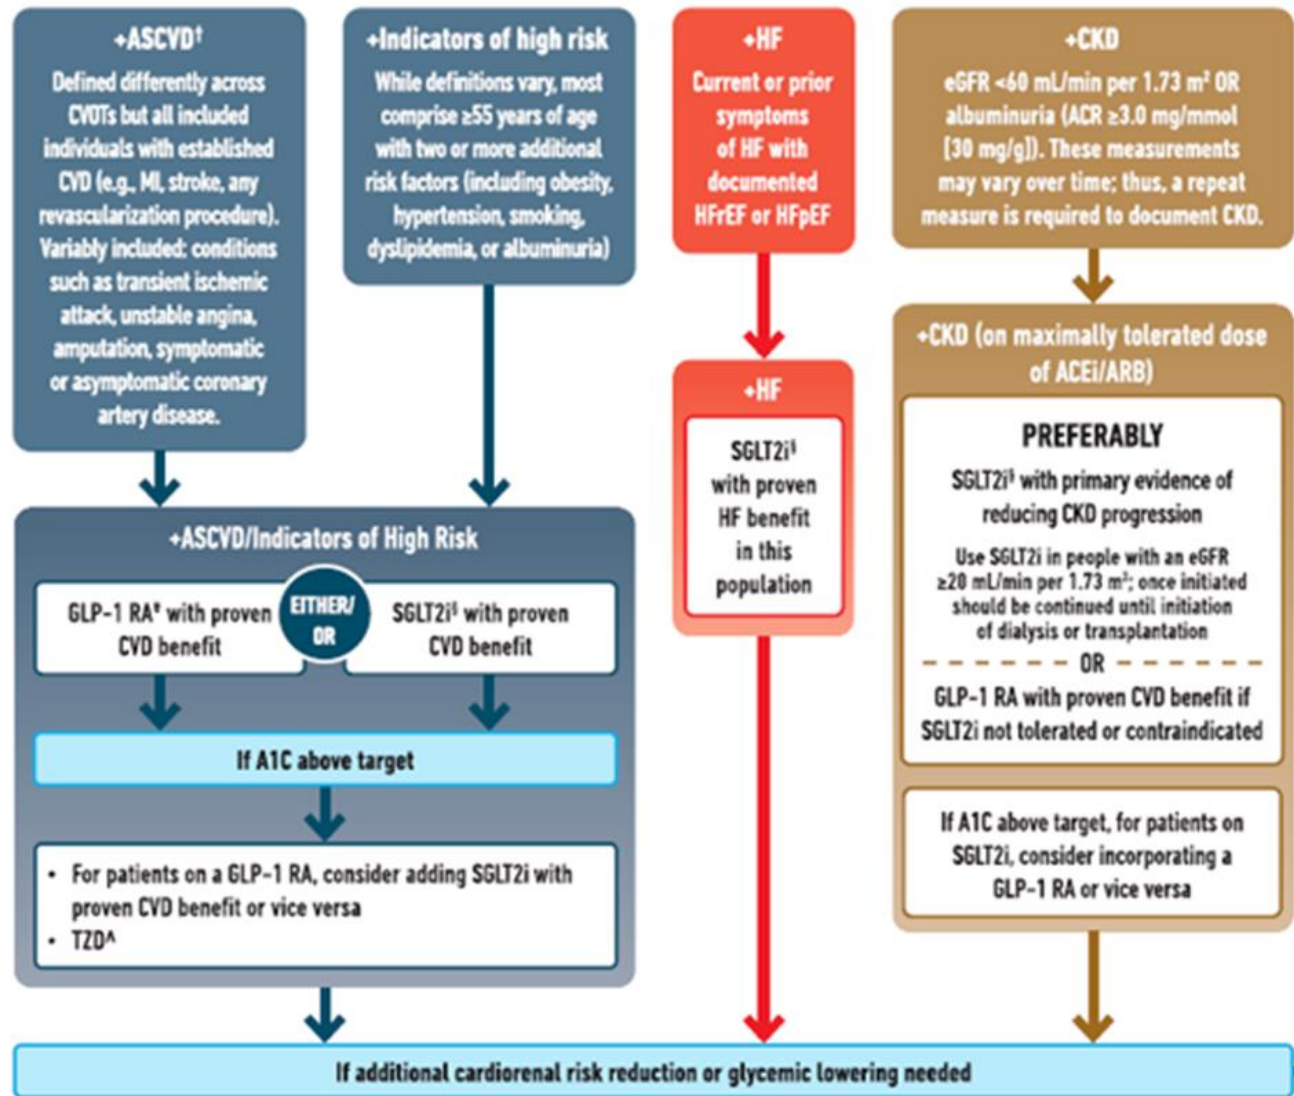 +ASCVD†
Defined differently across
CVOTs but all included
individuals with established
CVD (e.g., MI, stroke, any
revascularization procedure).
Variably included: conditions
such as transient ischemic
attack, unstable angina,
amputation, symptomatic
or asymptomatic coronary
artery disease.
+Indicators of high risk
While definitions vary, most
comprise ≥55 years of age
with two or more additional
risk factors (including obesity,
hypertension, smoking,
dyslipidemia, or albuminuria)
+HF
Current or prior
symptoms
of HF with
documented
HFrEF or HFpEF
+CKD
eGFR <60 mL/min per 1.73 m² OR
albuminuria (ACR ≥3.0 mg/mmol
[30 mg/g]). These measurements
may vary over time; thus, a repeat
measure is required to document CKD.
+ASCVD/Indicators of High Risk
GLP-1 RA# with proven
CVD benefit
EITHER/
OR
SGLT2i§ with proven
CVD benefit
If A1C above target
• For patients on a GLP-1 RA, consider adding SGLT2i with
proven CVD benefit or vice versa
• TZD^
+HF
SGLT2i§
with proven
HF benefit
in this
population
+CKD (on maximally tolerated dose
of ACEi/ARB)
PREFERABLY
SGLT2i§ with primary evidence of
reducing CKD progression
Use SGLT2i in people with an eGFR
≥20 mL/min per 1.73 m²; once initiated
should be continued until initiation
of dialysis or transplantation
OR
GLP-1 RA with proven CVD benefit if
SGLT2i not tolerated or contraindicated
If A1C above target, for patients on
SGLT2i, consider incorporating a
GLP-1 RA or vice versa
If additional cardiorenal risk reduction or glycemic lowering needed